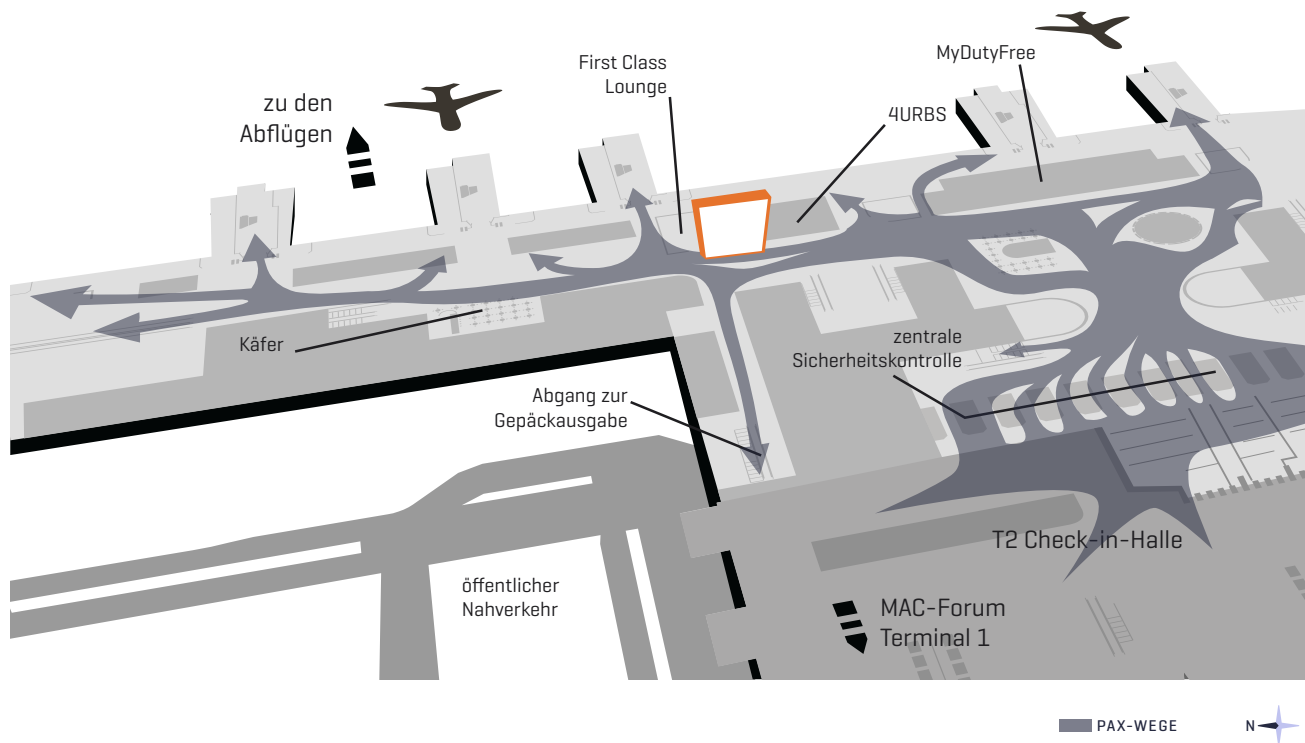 First Class
Lounge
MyDutyFree
zu den
Abflügen
4URBS
Käfer
zentrale
Sicherheitskontrolle
Abgang zur
Gepäckausgabe
T2 Check-in-Halle
öffentlicher
Nahverkehr
MAC-Forum
Terminal 1
PAX-WEGE
N